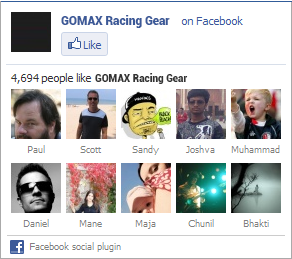 GOMAX Racing Gear on Facebook
Like
4,694 people like GOMAX Racing Gear
Paul Scott Sandy Joshva Muhammad
Daniel Mane Maja Chunil Bhakti
Facebook social plugin